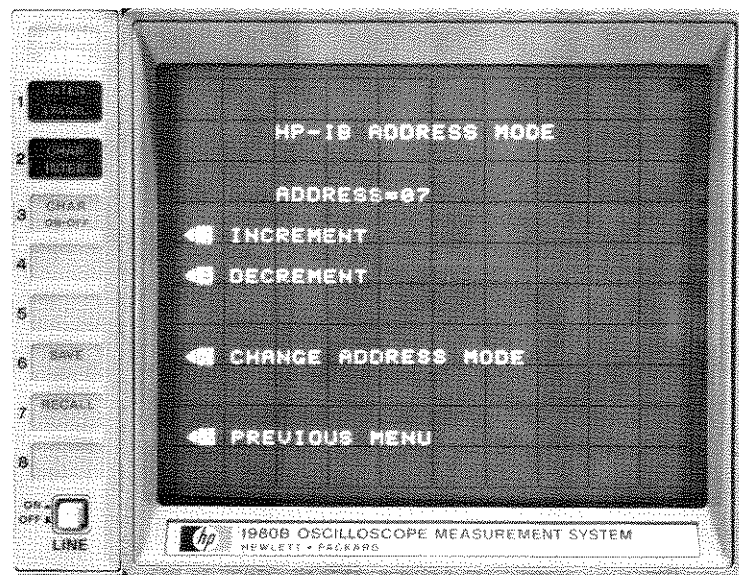 HP-IB ADDRESS MODE
ADDRESS=07
INCREMENT
DECREMENT
CHANGE ADDRESS MODE
PREVIOUS MENU
1
2
3
CHAR
ON-OFF
4
5
6
SAVE
7
RECALL
8
ON
OFF
LINE
hp
1980B OSCILLOSCOPE MEASUREMENT SYSTEM
HEWLETT • PACKARD